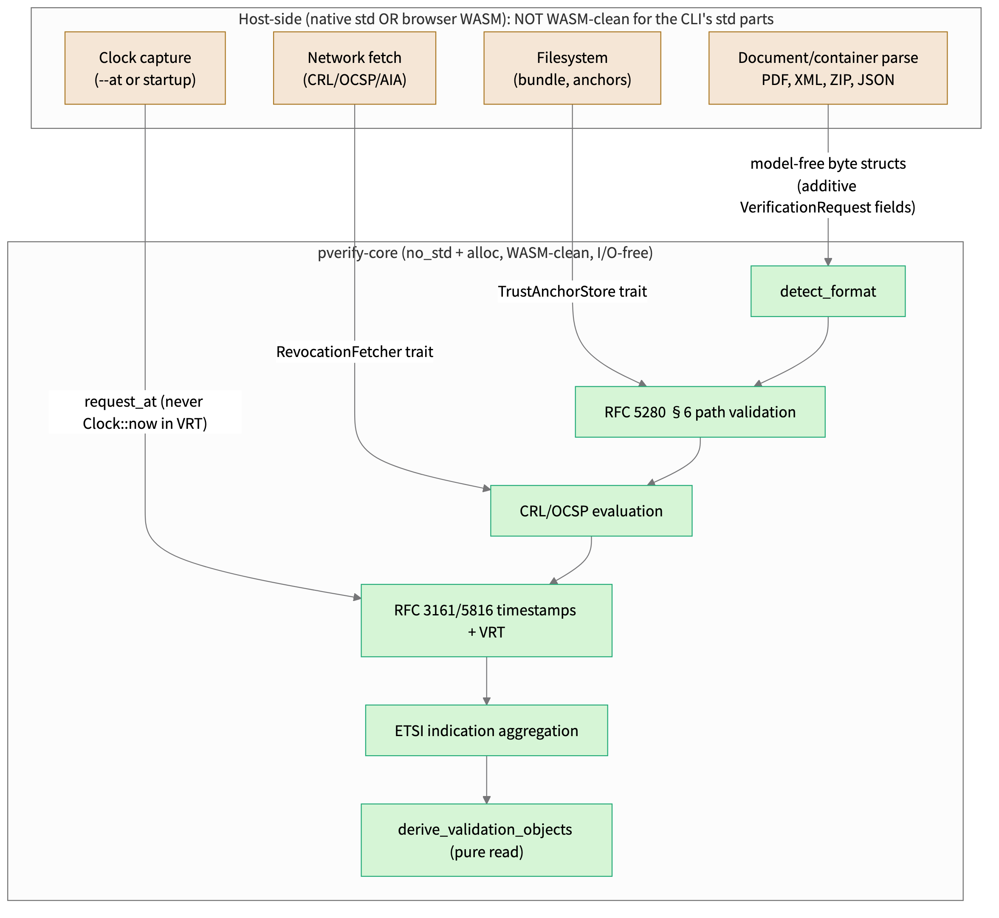 Host-side (native std OR browser WASM): NOT WASM-clean for the CLI's std parts
Clock capture
(--at or startup)
Network fetch
(CRL/OCSP/AIA)
Filesystem
(bundle, anchors)
Document/container parse
PDF, XML, ZIP, JSON
model-free byte structs
(additive
VerificationRequest fields)
pverify-core (no_std + alloc, WASM-clean, I/O-free)
TrustAnchorStore trait
detect_format
RevocationFetcher trait
request_at (never
Clock::now in VRT)
RFC 5280 §6 path validation
CRL/OCSP evaluation
RFC 3161/5816 timestamps
+ VRT
ETSI indication aggregation
derive_validation_objects
(pure read)